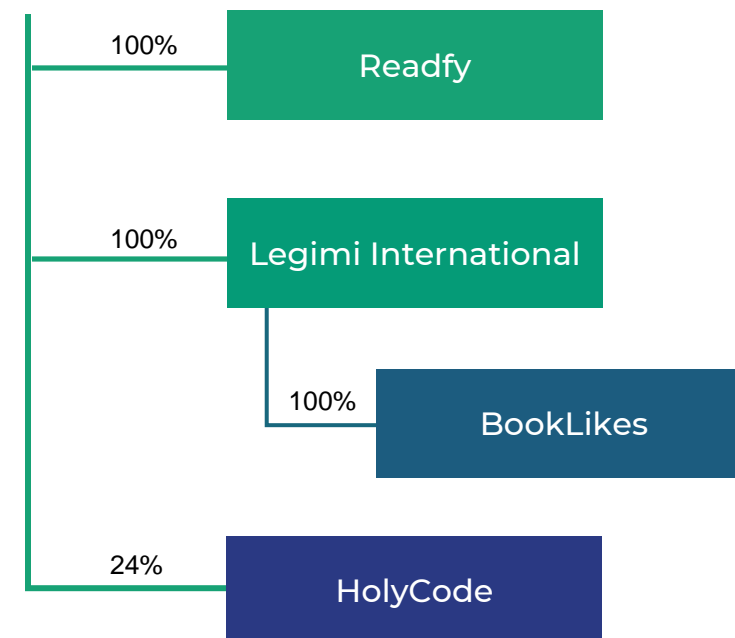 100%
Readfy
100%
Legimi International
100%
BookLikes
24%
HolyCode